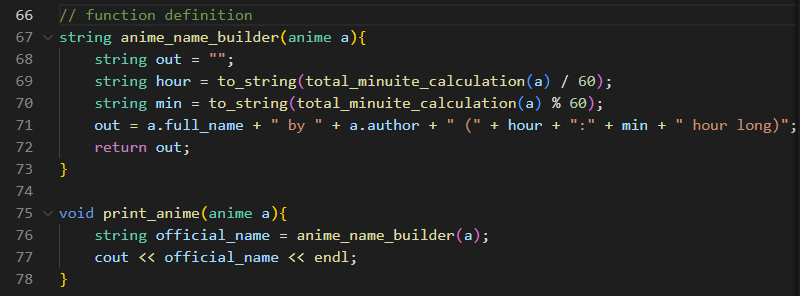 66 // function definition
67 string anime_name_builder(anime a){
68     string out = "";
69     string hour = to_string(total_minuite_calculation(a) / 60);
70     string min = to_string(total_minuite_calculation(a) % 60);
71     out = a.full_name + " by " + a.author + " (" + hour + ":" + min + " hour long)";
72     return out;
73 }
74
75 void print_anime(anime a){
76     string official_name = anime_name_builder(a);
77     cout << official_name << endl;
78 }